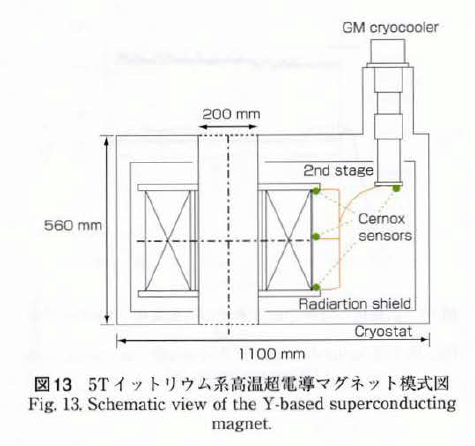 GM cryocooler
200 mm
2nd stage
560 mm
Cernox
sensors
Radiartion shield
Cryostat
1100 mm
図13 5Tイットリウム系高温超電導マグネット模式図
Fig. 13. Schematic view of the Y-based superconducting
magnet.